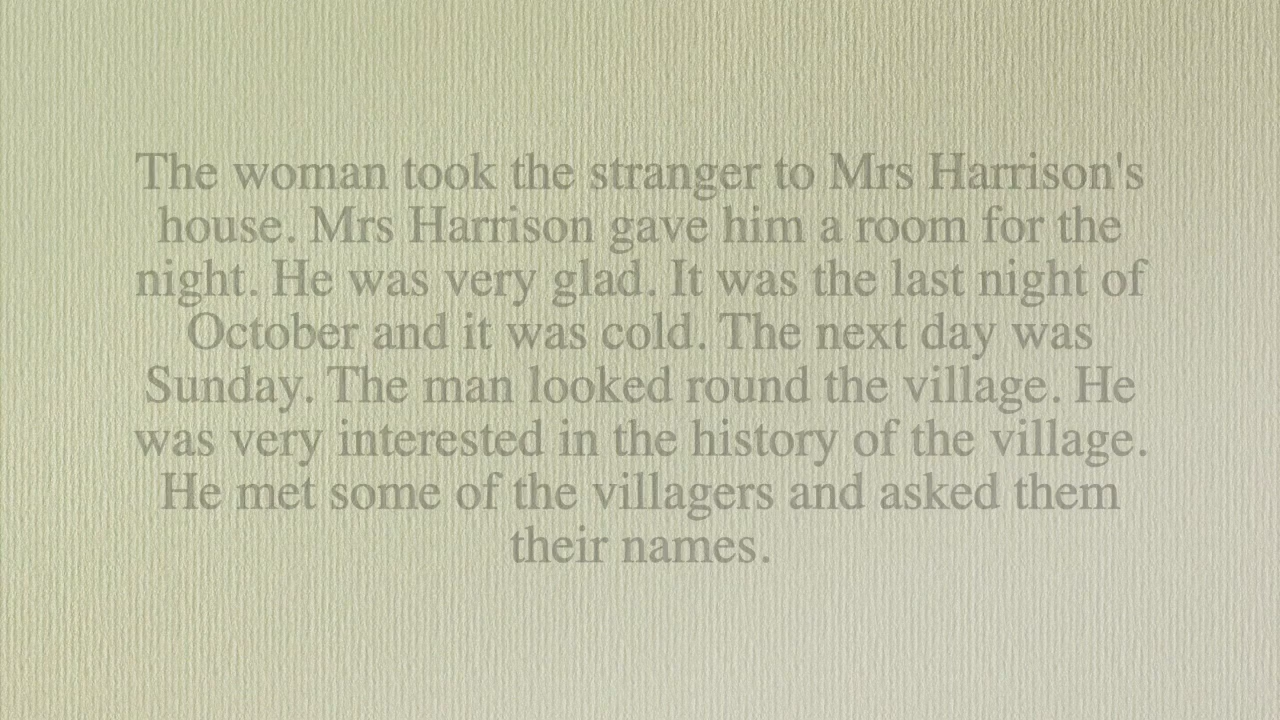 The woman took the stranger to Mrs Harrison's
house. Mrs Harrison gave him a room for the
night. He was very glad. It was the last night of
October and it was cold. The next day was
Sunday. The man looked round the village. He
was very interested in the history of the village.
He met some of the villagers and asked them
their names.